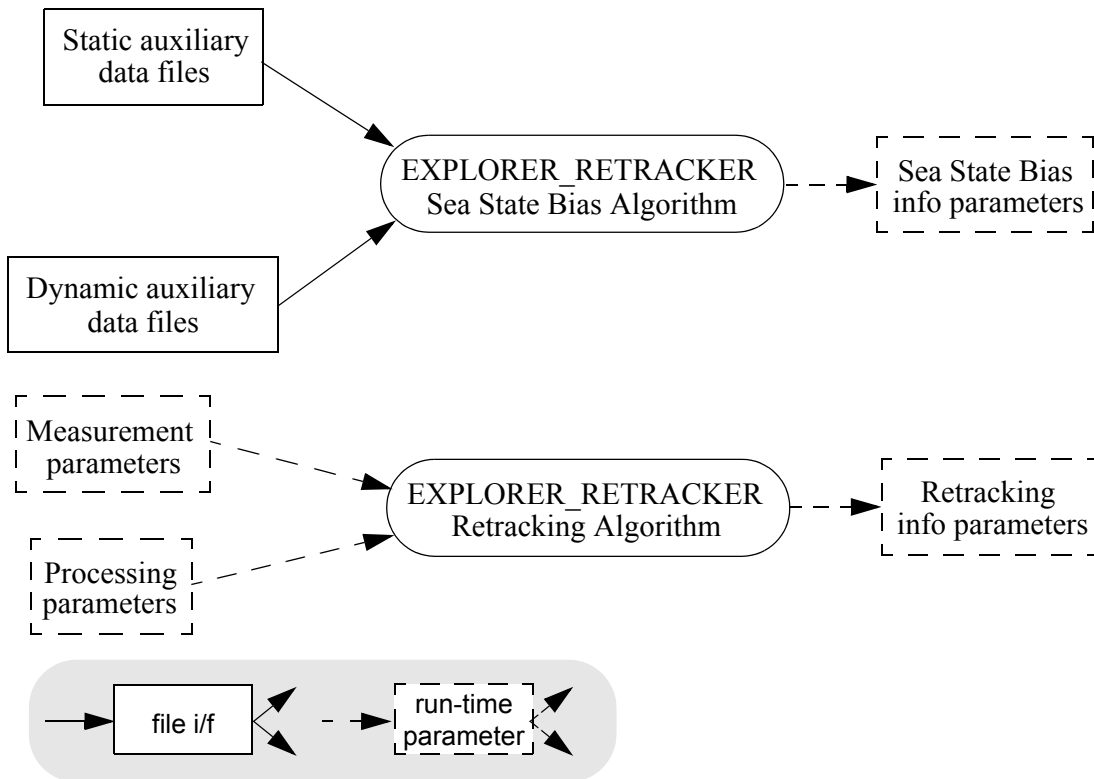 Static auxiliary
data files
EXPLORER_RETRACKER
Sea State Bias Algorithm
Sea State Bias
info parameters
Dynamic auxiliary
data files
Measurement
parameters
EXPLORER_RETRACKER
Retracking Algorithm
Retracking
info parameters
Processing
parameters
file i/f
run-time
parameter